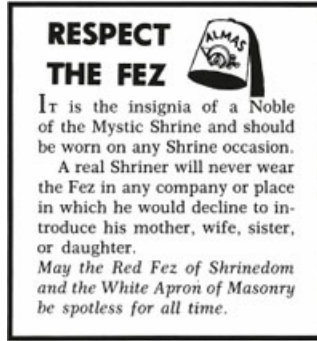 RESPECT
THE FEZ
ALMAS
IT is the insignia of a Noble
of the Mystic Shrine and should
be worn on any Shrine occasion.
A real Shriner will never wear
the Fez in any company or place
in which he would decline to in-
troduce his mother, wife, sister,
or daughter.
May the Red Fez of Shrinedom
and the White Apron of Masonry
be spotless for all time.